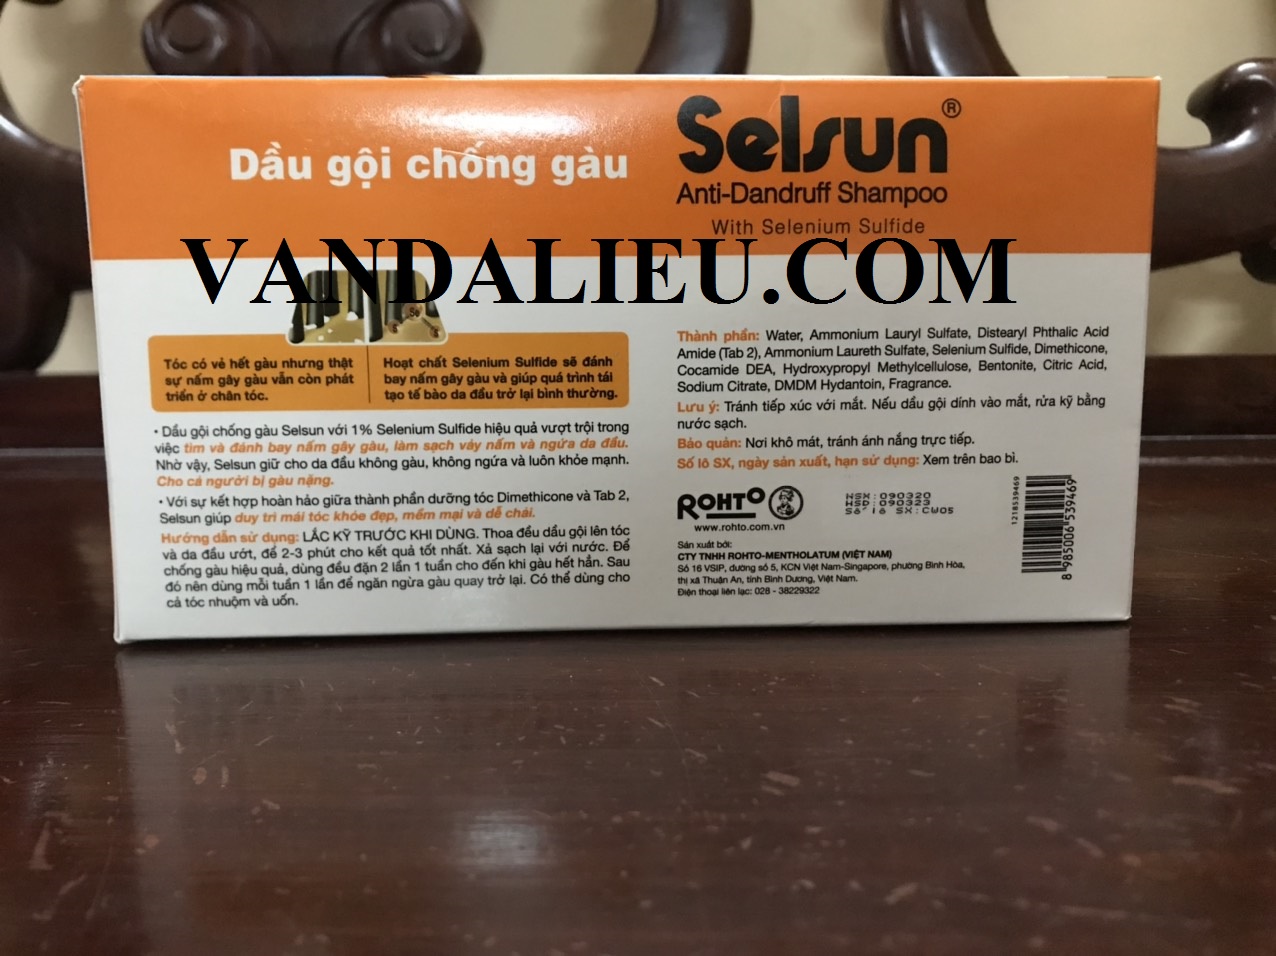 Dầu gội chống gàu
Selsun®
Anti-Dandruff Shampoo
With Selenium Sulfide
VANDALIEU.COM
Se
S
S
Tóc có vẻ hết gàu nhưng thật
sự nấm gây gàu vẫn còn phát
triển ở chân tóc.
Hoạt chất Selenium Sulfide sẽ đánh
bay nấm gây gàu và giúp quá trình tái
tạo tế bào da đầu trở lại bình thường.
• Dầu gội chống gàu Selsun với 1% Selenium Sulfide hiệu quả vượt trội trong
việc tìm và đánh bay nấm gây gàu, làm sạch vảy nấm và ngứa da đầu.
Nhờ vậy, Selsun giữ cho da đầu không gàu, không ngứa và luôn khỏe mạnh.
Cho cả người bị gàu nặng.
• Với sự kết hợp hoàn hảo giữa thành phần dưỡng tóc Dimethicone và Tab 2,
Selsun giúp duy trì mái tóc khỏe đẹp, mềm mại và dễ chải.
Hướng dẫn sử dụng: LẮC KỸ TRƯỚC KHI DÙNG. Thoa đều dầu gội lên tóc
và da đầu ướt, để 2-3 phút cho kết quả tốt nhất. Xả sạch lại với nước. Để
chống gàu hiệu quả, dùng đều đặn 2 lần 1 tuần cho đến khi gàu hết hẳn. Sau
đó nên dùng mỗi tuần 1 lần để ngăn ngừa gàu quay trở lại. Có thể dùng cho
cả tóc nhuộm và uốn.
Thành phần: Water, Ammonium Lauryl Sulfate, Distearyl Phthalic Acid
Amide (Tab 2), Ammonium Laureth Sulfate, Selenium Sulfide, Dimethicone,
Cocamide DEA, Hydroxypropyl Methylcellulose, Bentonite, Citric Acid,
Sodium Citrate, DMDM Hydantoin, Fragrance.
Lưu ý: Tránh tiếp xúc với mắt. Nếu dầu gội dính vào mắt, rửa kỹ bằng
nước sạch.
Bảo quản: Nơi khô mát, tránh ánh nắng trực tiếp.
Số lô SX, ngày sản xuất, hạn sử dụng: Xem trên bao bì.
ROHTO
www.rohto.com.vn
NSX:090320
HSD:090323
Số lô SX:CW05
Sản xuất bởi:
CTY TNHH ROHTO-MENTHOLATUM (VIỆT NAM)
Số 16 VSIP, đường số 5, KCN Việt Nam-Singapore, phường Bình Hòa,
thị xã Thuận An, tỉnh Bình Dương, Việt Nam.
Điện thoại liên lạc: 028 - 38229322
1218539469
8 985006 539469